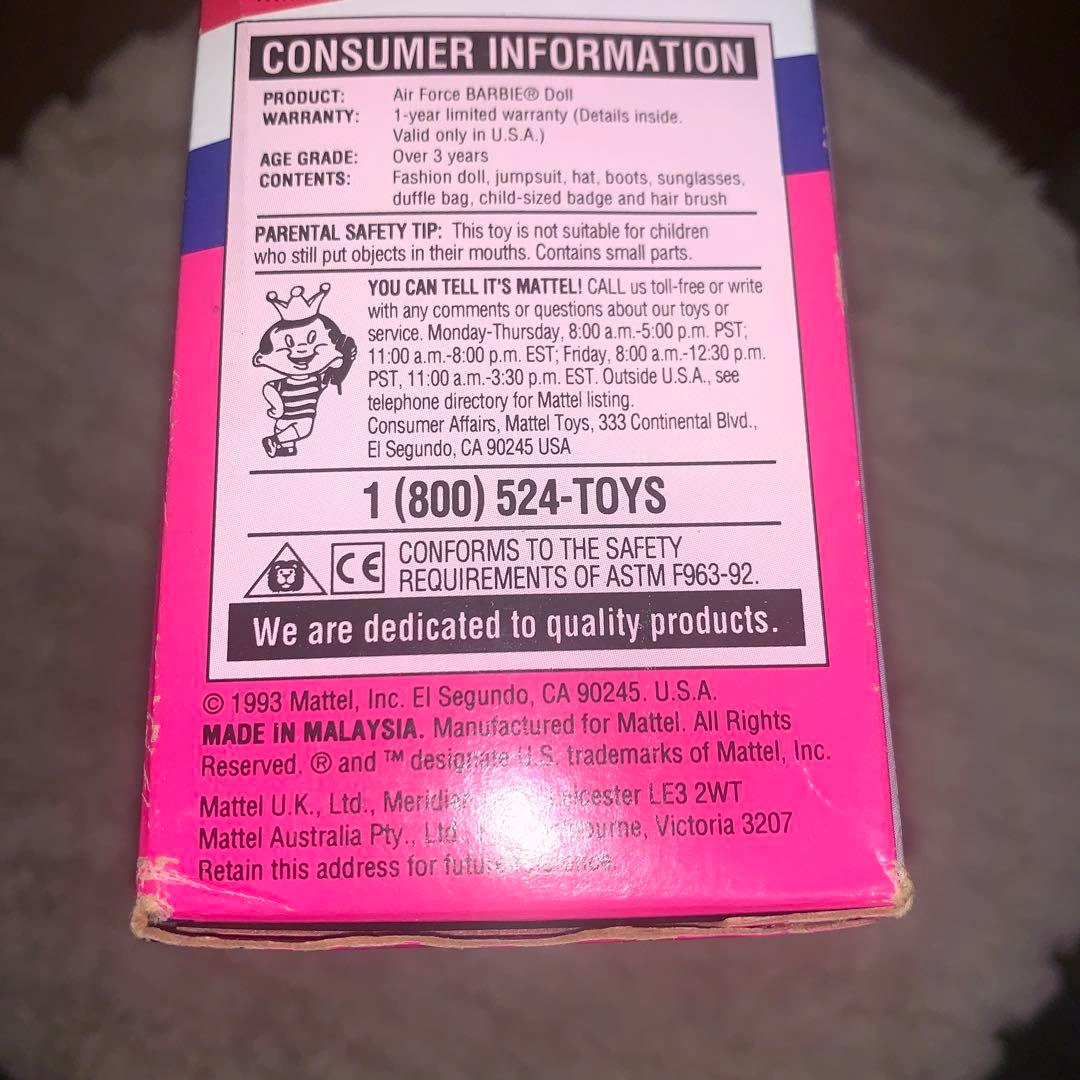 CONSUMER INFORMATION
PRODUCT: Air Force BARBIE® Doll
WARRANTY: 1-year limited warranty (Details inside.
Valid only in U.S.A.)
AGE GRADE: Over 3 years
CONTENTS: Fashion doll, jumpsuit, hat, boots, sunglasses,
duffle bag, child-sized badge and hair brush
PARENTAL SAFETY TIP: This toy is not suitable for children
who still put objects in their mouths. Contains small parts.
YOU CAN TELL IT'S MATTEL! CALL us toll-free or write
with any comments or questions about our toys or
service. Monday-Thursday, 8:00 a.m.-5:00 p.m. PST;
11:00 a.m.-8:00 p.m. EST; Friday, 8:00 a.m.-12:30 p.m.
PST, 11:00 a.m.-3:30 p.m. EST. Outside U.S.A., see
telephone directory for Mattel listing.
Consumer Affairs, Mattel Toys, 333 Continental Blvd.,
El Segundo, CA 90245 USA
1 (800) 524-TOYS
CE
CONFORMS TO THE SAFETY
REQUIREMENTS OF ASTM F963-92.
We are dedicated to quality products.
© 1993 Mattel, Inc. El Segundo, CA 90245. U.S.A.
MADE IN MALAYSIA. Manufactured for Mattel. All Rights
Reserved. ® and ™ designate U.S. trademarks of Mattel, Inc.
Mattel U.K., Ltd., LE3 2WT
Mattel Australia Pty., Ltd., Victoria 3207
Retain this address for